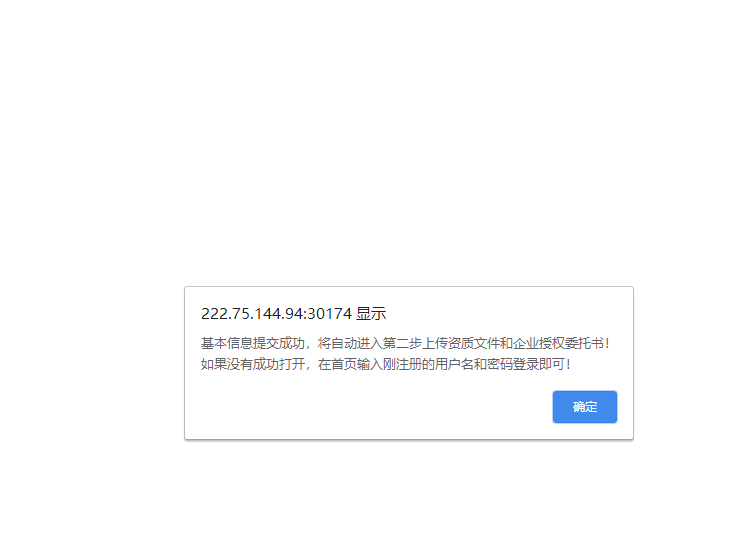 222.75.144.94:30174 显示
基本信息提交成功，将自动进入第二步上传资质文件和企业授权委托书！
如果没有成功打开，在首页输入刚注册的用户名和密码登录即可！
确定